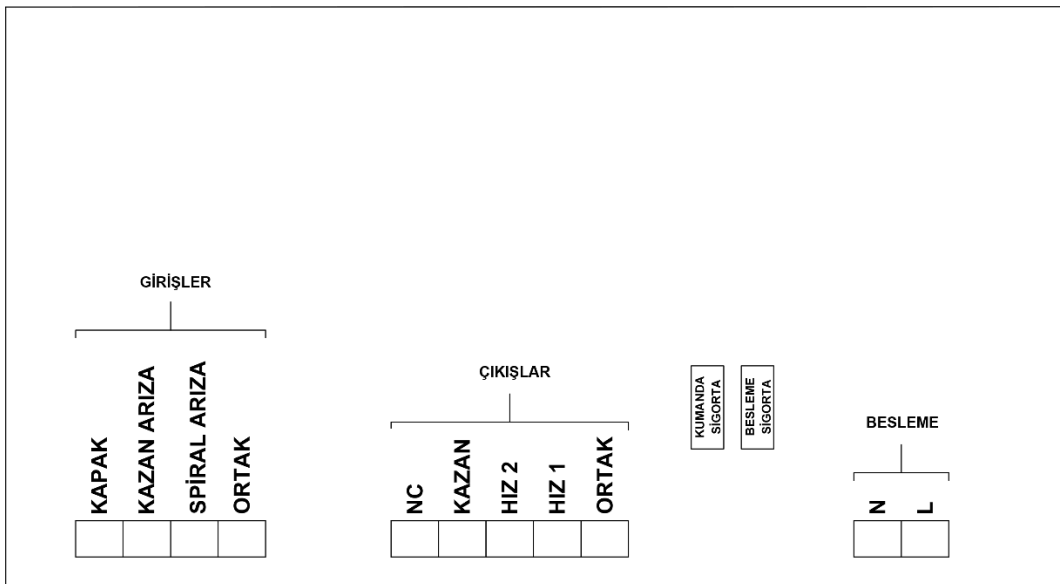 GİRİŞLER
KAPAK
KAZAN ARIZA
SPİRAL ARIZA
ORTAK
ÇIKIŞLAR
NC
KAZAN
HIZ 2
HIZ 1
ORTAK
KUMANDA
SİGORTA
BESLEME
SİGORTA
BESLEME
N
L